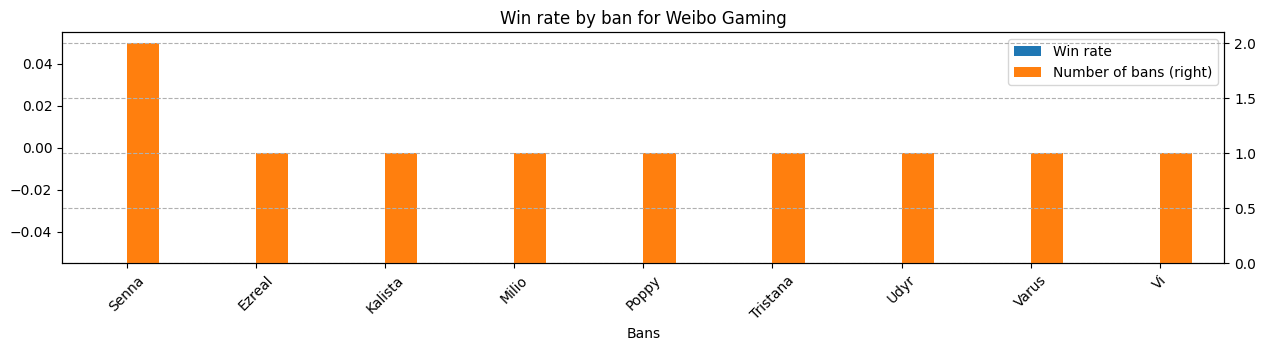 Win rate by ban for Weibo Gaming
Win rate
Number of bans (right)
0.04
0.02
0.00
−0.02
−0.04
2.0
1.5
1.0
0.5
0.0
Senna
Ezreal
Kalista
Milio
Poppy
Tristana
Udyr
Varus
Vi
Bans